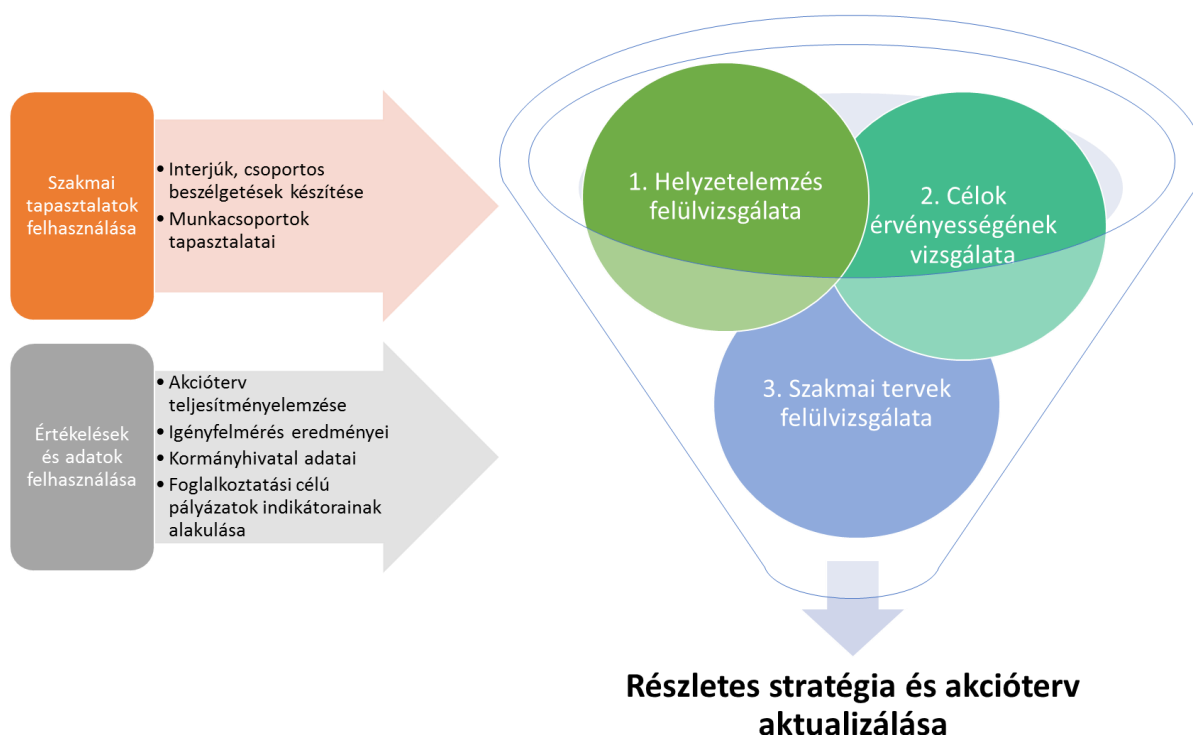 Szakmai
tapasztalatok
felhasználása
• Interjúk, csoportos
beszélgetések készítése
• Munkacsoportok
tapasztalatai
Értékelések
és adatok
felhasználása
• Akcióterv
teljesítményelemzése
• Igényfelmérés eredményei
• Kormányhivatal adatai
• Foglalkoztatási célú
pályázatok indikátorainak
alakulása
1. Helyzetelemzés
felülvizsgálata
2. Célok
érvényességének
vizsgálata
3. Szakmai tervek
felülvizsgálata
Részletes stratégia és akcióterv
aktualizálása